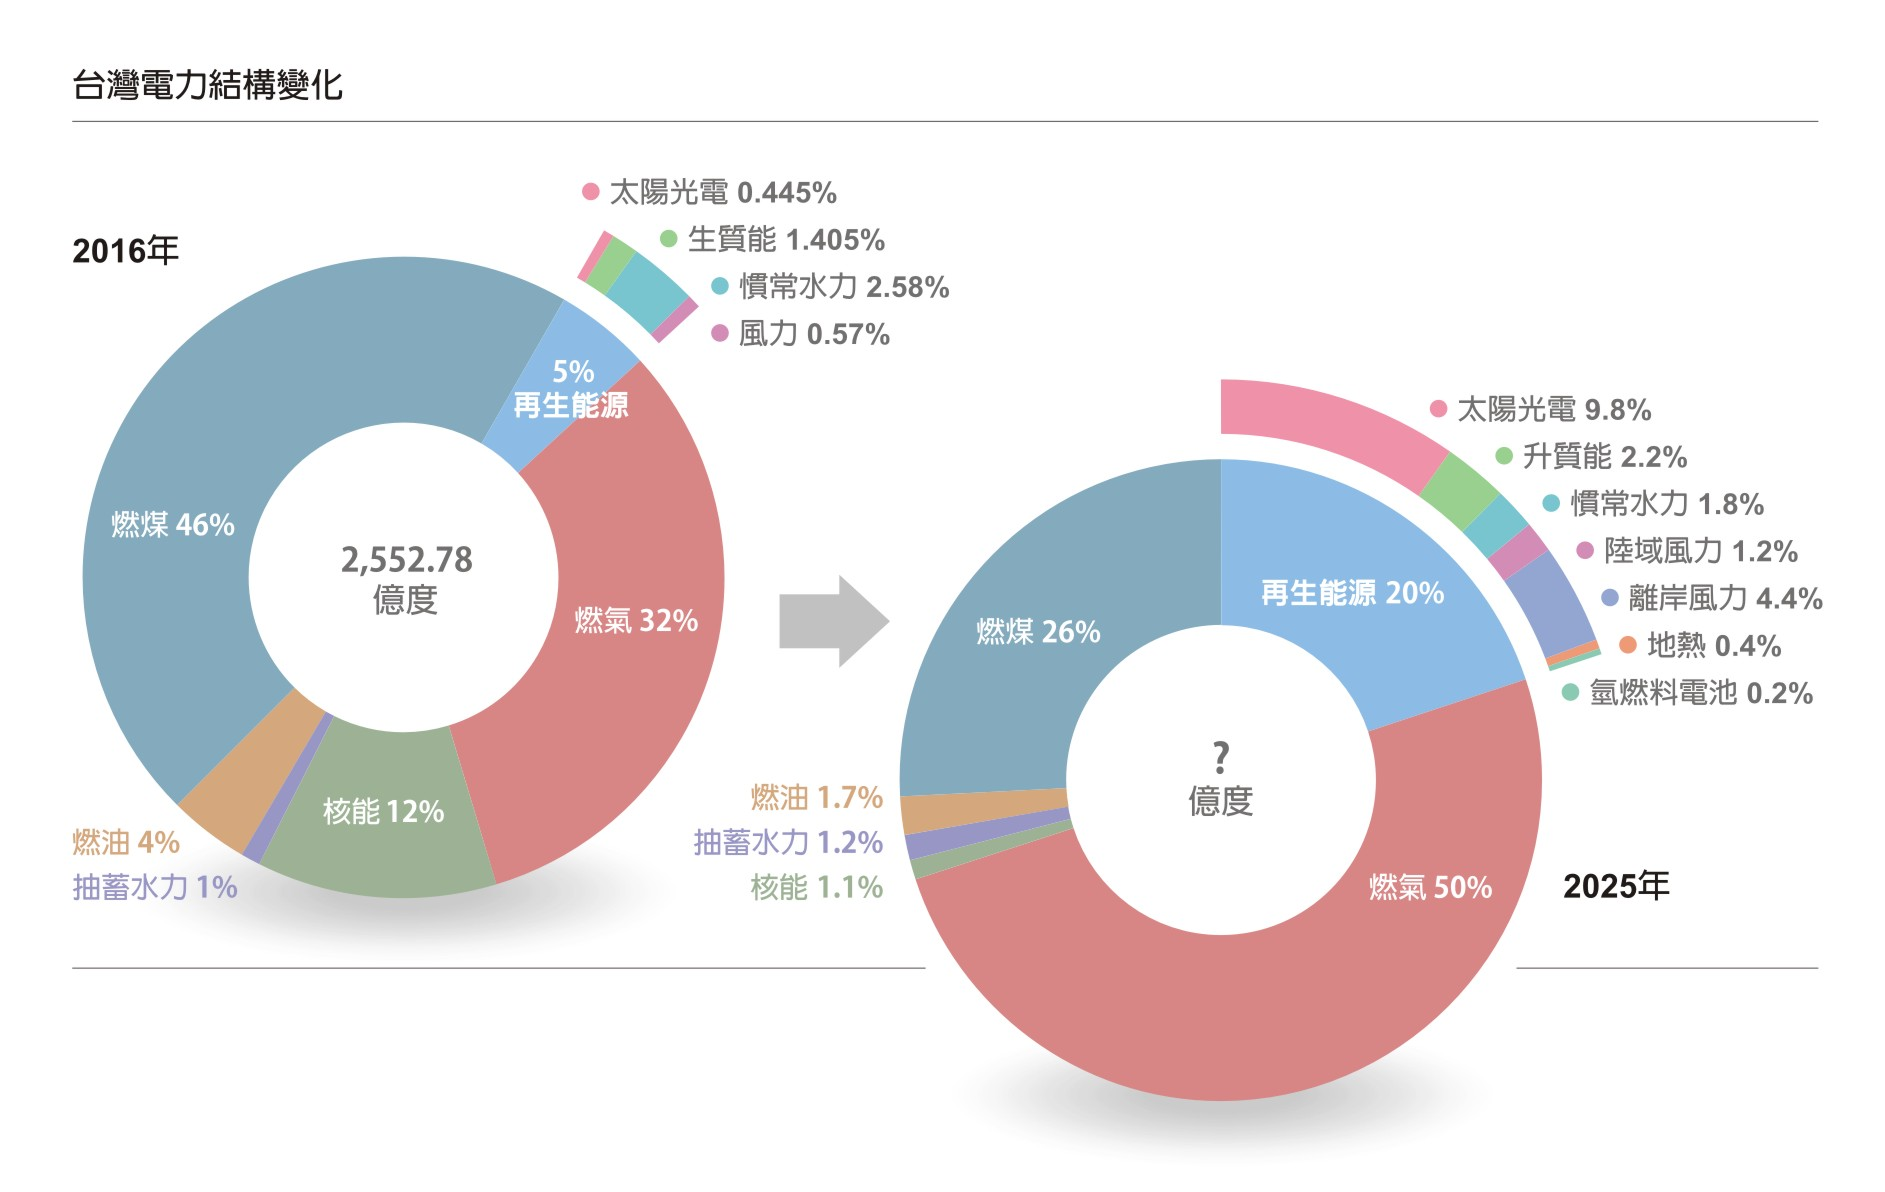 台灣電力結構變化
2016年
太陽光電 0.445%
生質能 1.405%
慣常水力 2.58%
風力 0.57%
5%
再生能源
燃煤 46%
2,552.78
億度
燃氣 32%
核能 12%
燃油 4%
抽蓄水力 1%
太陽光電 9.8%
升質能 2.2%
慣常水力 1.8%
陸域風力 1.2%
離岸風力 4.4%
地熱 0.4%
氫燃料電池 0.2%
再生能源 20%
燃煤 26%
?
億度
燃油 1.7%
抽蓄水力 1.2%
核能 1.1%
燃氣 50%
2025年